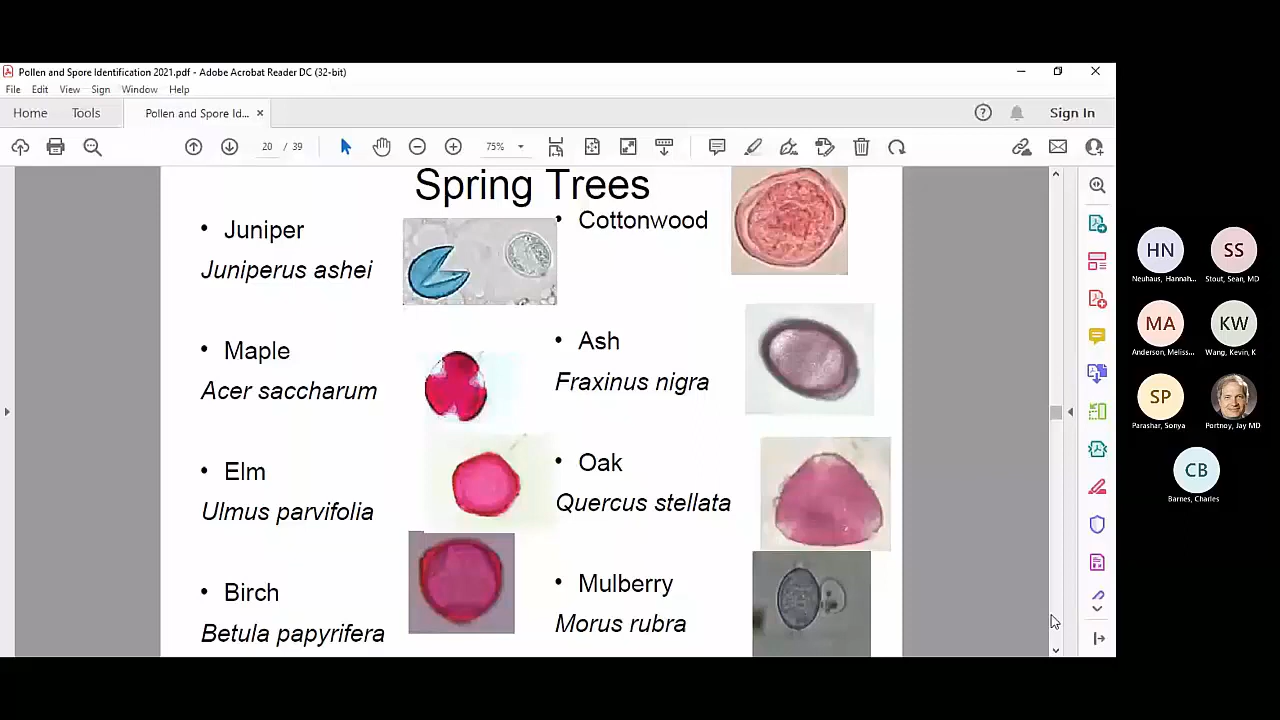 Pollen and Spore Identification 2021.pdf - Adobe Acrobat Reader DC (32-bit)
File Edit View Sign Window Help
Home Tools Pollen and Spore Id... × Sign In
20 / 39 75%
Spring Trees
• Juniper
Juniperus ashei
• Maple
Acer saccharum
• Elm
Ulmus parvifolia
• Birch
Betula papyrifera
• Cottonwood
• Ash
Fraxinus nigra
• Oak
Quercus stellata
• Mulberry
Morus rubra
HN SS
Neuhaus, Hannah... Stout, Sean, MD
MA KW
Anderson, Meliss... Wang, Kevin, K
SP
Parashar, Sonya Portnoy, Jay MD
CB
Barnes, Charles